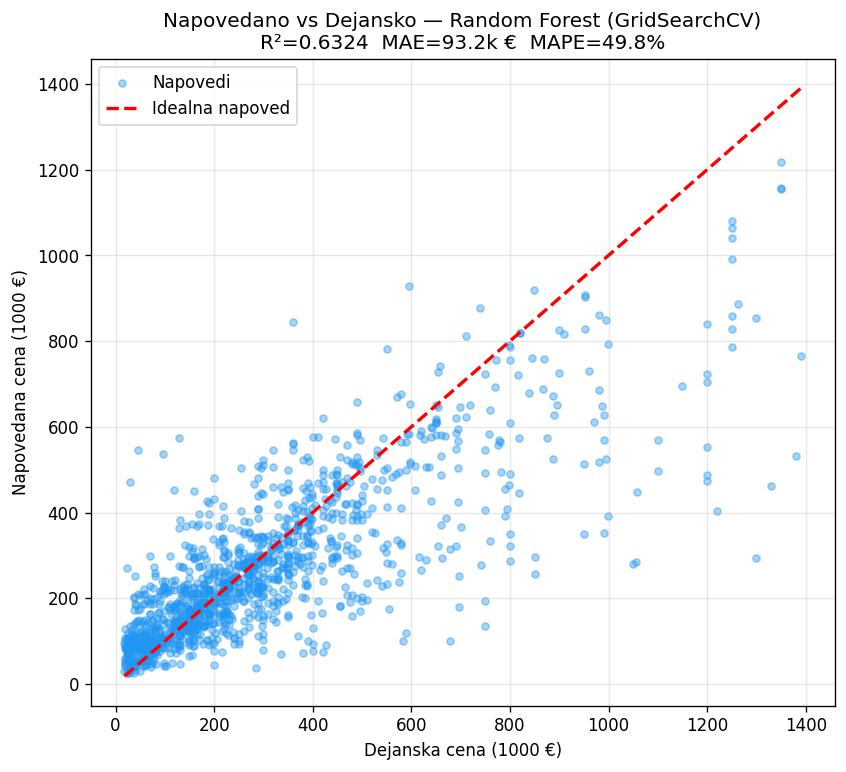 Napovedano vs Dejansko — Random Forest (GridSearchCV)
R²=0.6324  MAE=93.2k €  MAPE=49.8%
Napovedi
Idealna napoved
1400
1200
1000
800
600
400
200
0
Napovedana cena (1000 €)
0 200 400 600 800 1000 1200 1400
Dejanska cena (1000 €)